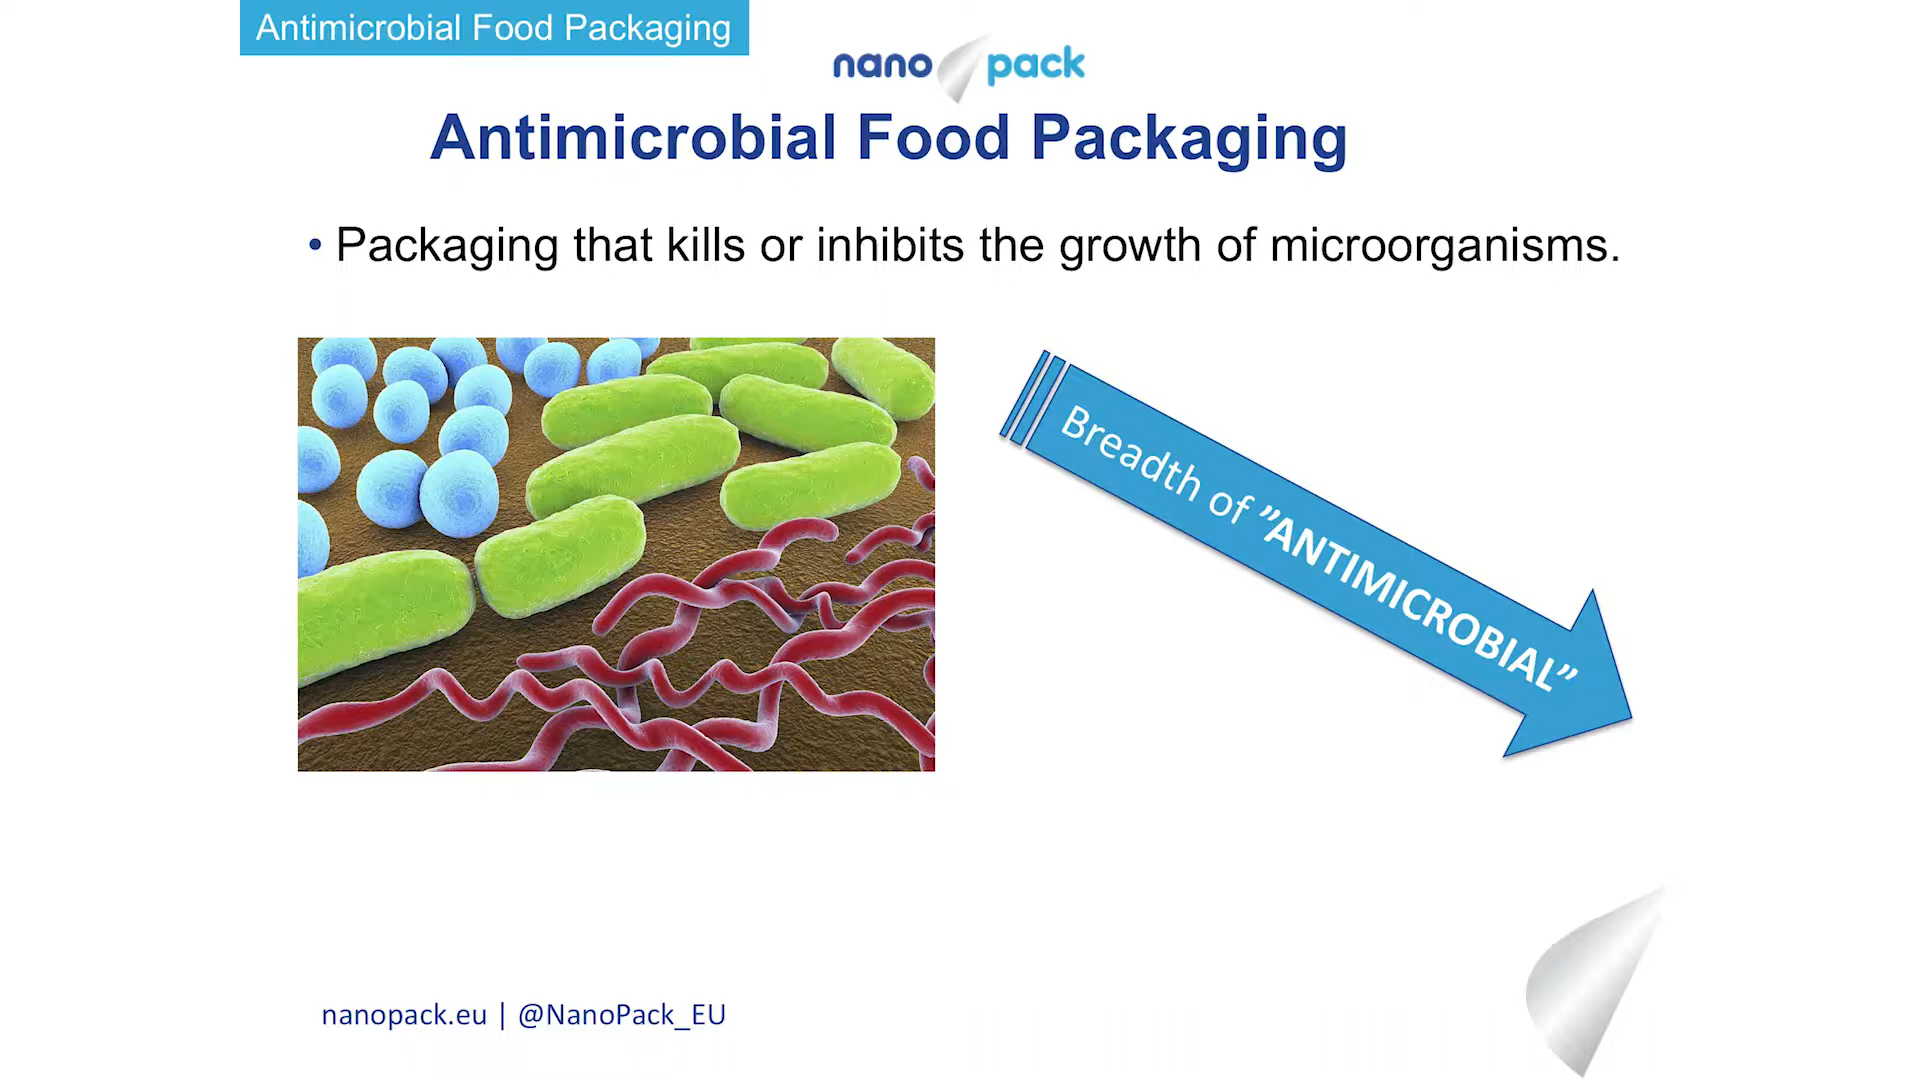 Antimicrobial Food Packaging
nano pack
Antimicrobial Food Packaging
• Packaging that kills or inhibits the growth of microorganisms.
Breadth of ”ANTIMICROBIAL”
nanopack.eu | @NanoPack_EU